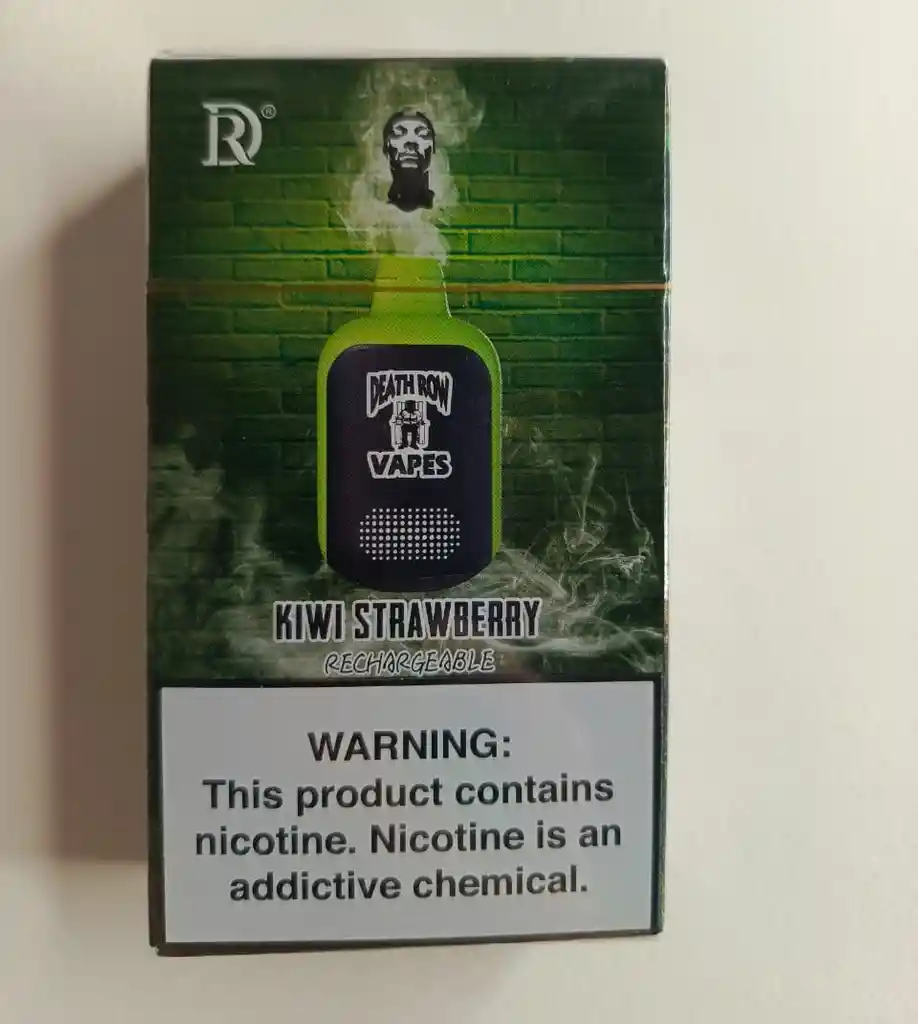 DR®
DEATH ROW
VAPES
KIWI STRAWBERRY
RECHARGEABLE
WARNING:
This product contains
nicotine. Nicotine is an
addictive chemical.